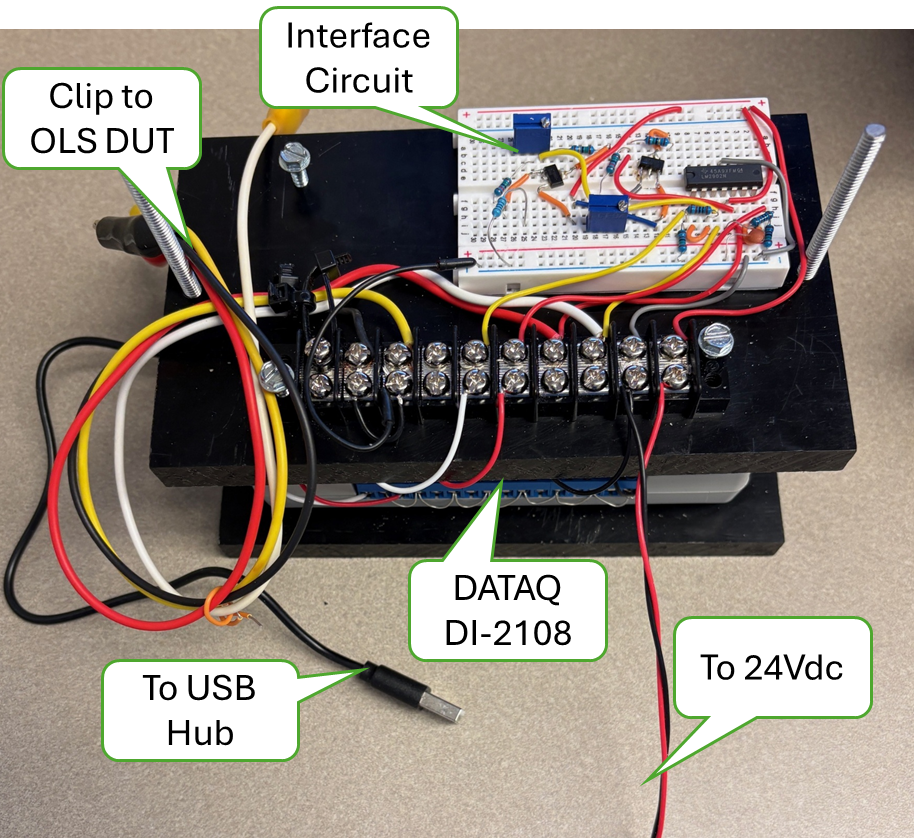 Interface
Circuit
Clip to
OLS DUT
DATAQ
DI-2108
To 24Vdc
To USB
Hub